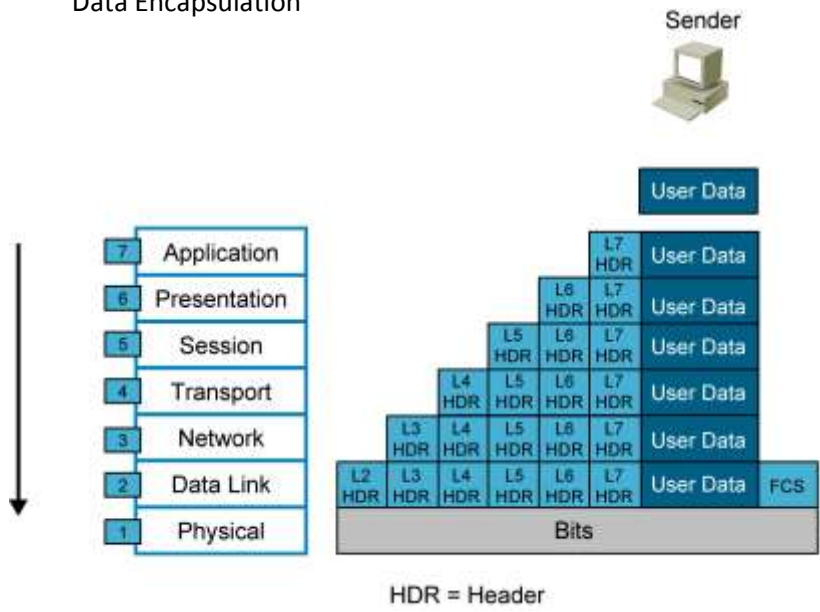 Data Encapsulation
Sender
User Data
7 Application L7 HDR User Data
6 Presentation L6 HDR L7 HDR User Data
5 Session L5 HDR L6 HDR L7 HDR User Data
4 Transport L4 HDR L5 HDR L6 HDR L7 HDR User Data
3 Network L3 HDR L4 HDR L5 HDR L6 HDR L7 HDR User Data
2 Data Link L2 HDR L3 HDR L4 HDR L5 HDR L6 HDR L7 HDR User Data FCS
1 Physical Bits
HDR = Header